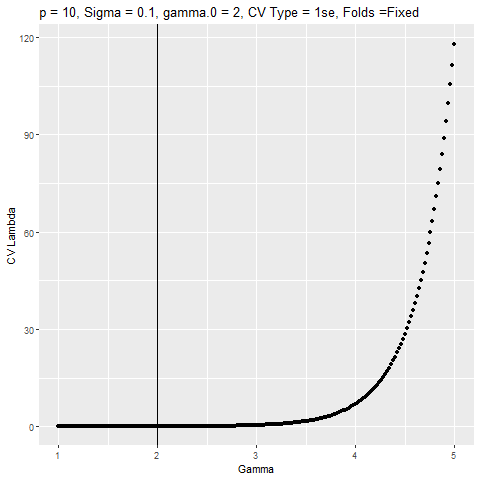 p = 10, Sigma = 0.1, gamma.0 = 2, CV Type = 1se, Folds =Fixed
120
90
60
30
0
CV Lambda
1 2 3 4 5
Gamma